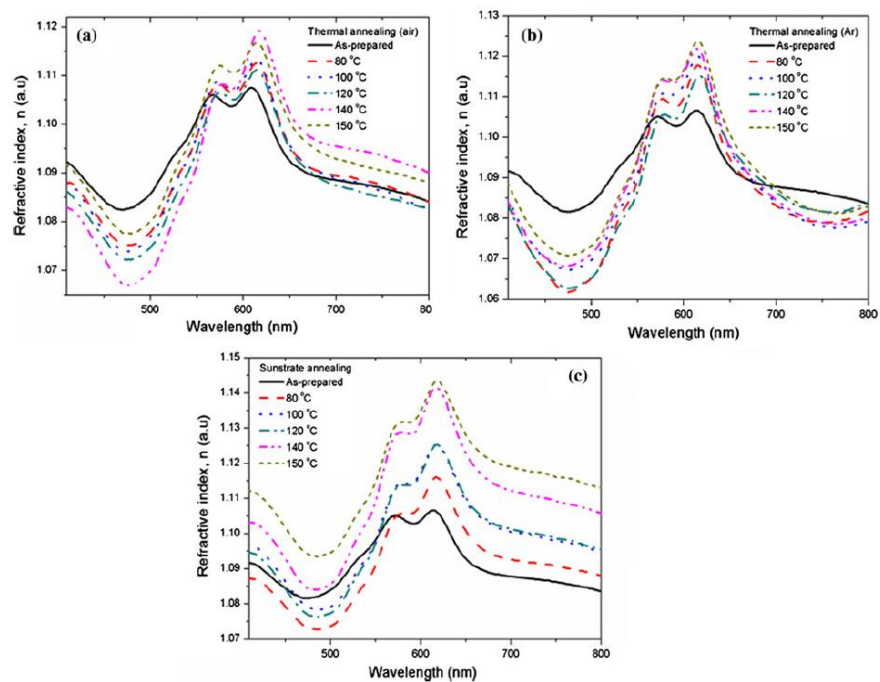 (a)
Thermal annealing (air)
As-prepared
80 °C
100 °C
120 °C
140 °C
150 °C
1.12
1.11
1.10
1.09
1.08
1.07
Refractive index, n (a.u)
500
600
700
80
Wavelength (nm)
(b)
Thermal annealing (Ar)
As-prepared
80 °C
100 °C
120 °C
140 °C
150 °C
1.13
1.12
1.11
1.10
1.09
1.08
1.07
1.06
Refractive index, n (a.u)
500
600
700
800
Wavelength (nm)
(c)
Sunstrate annealing
As-prepared
80 °C
100 °C
120 °C
140 °C
150 °C
1.15
1.14
1.13
1.12
1.11
1.10
1.09
1.08
1.07
Refractive index, n (a.u)
500
600
700
800
Wavelength (nm)